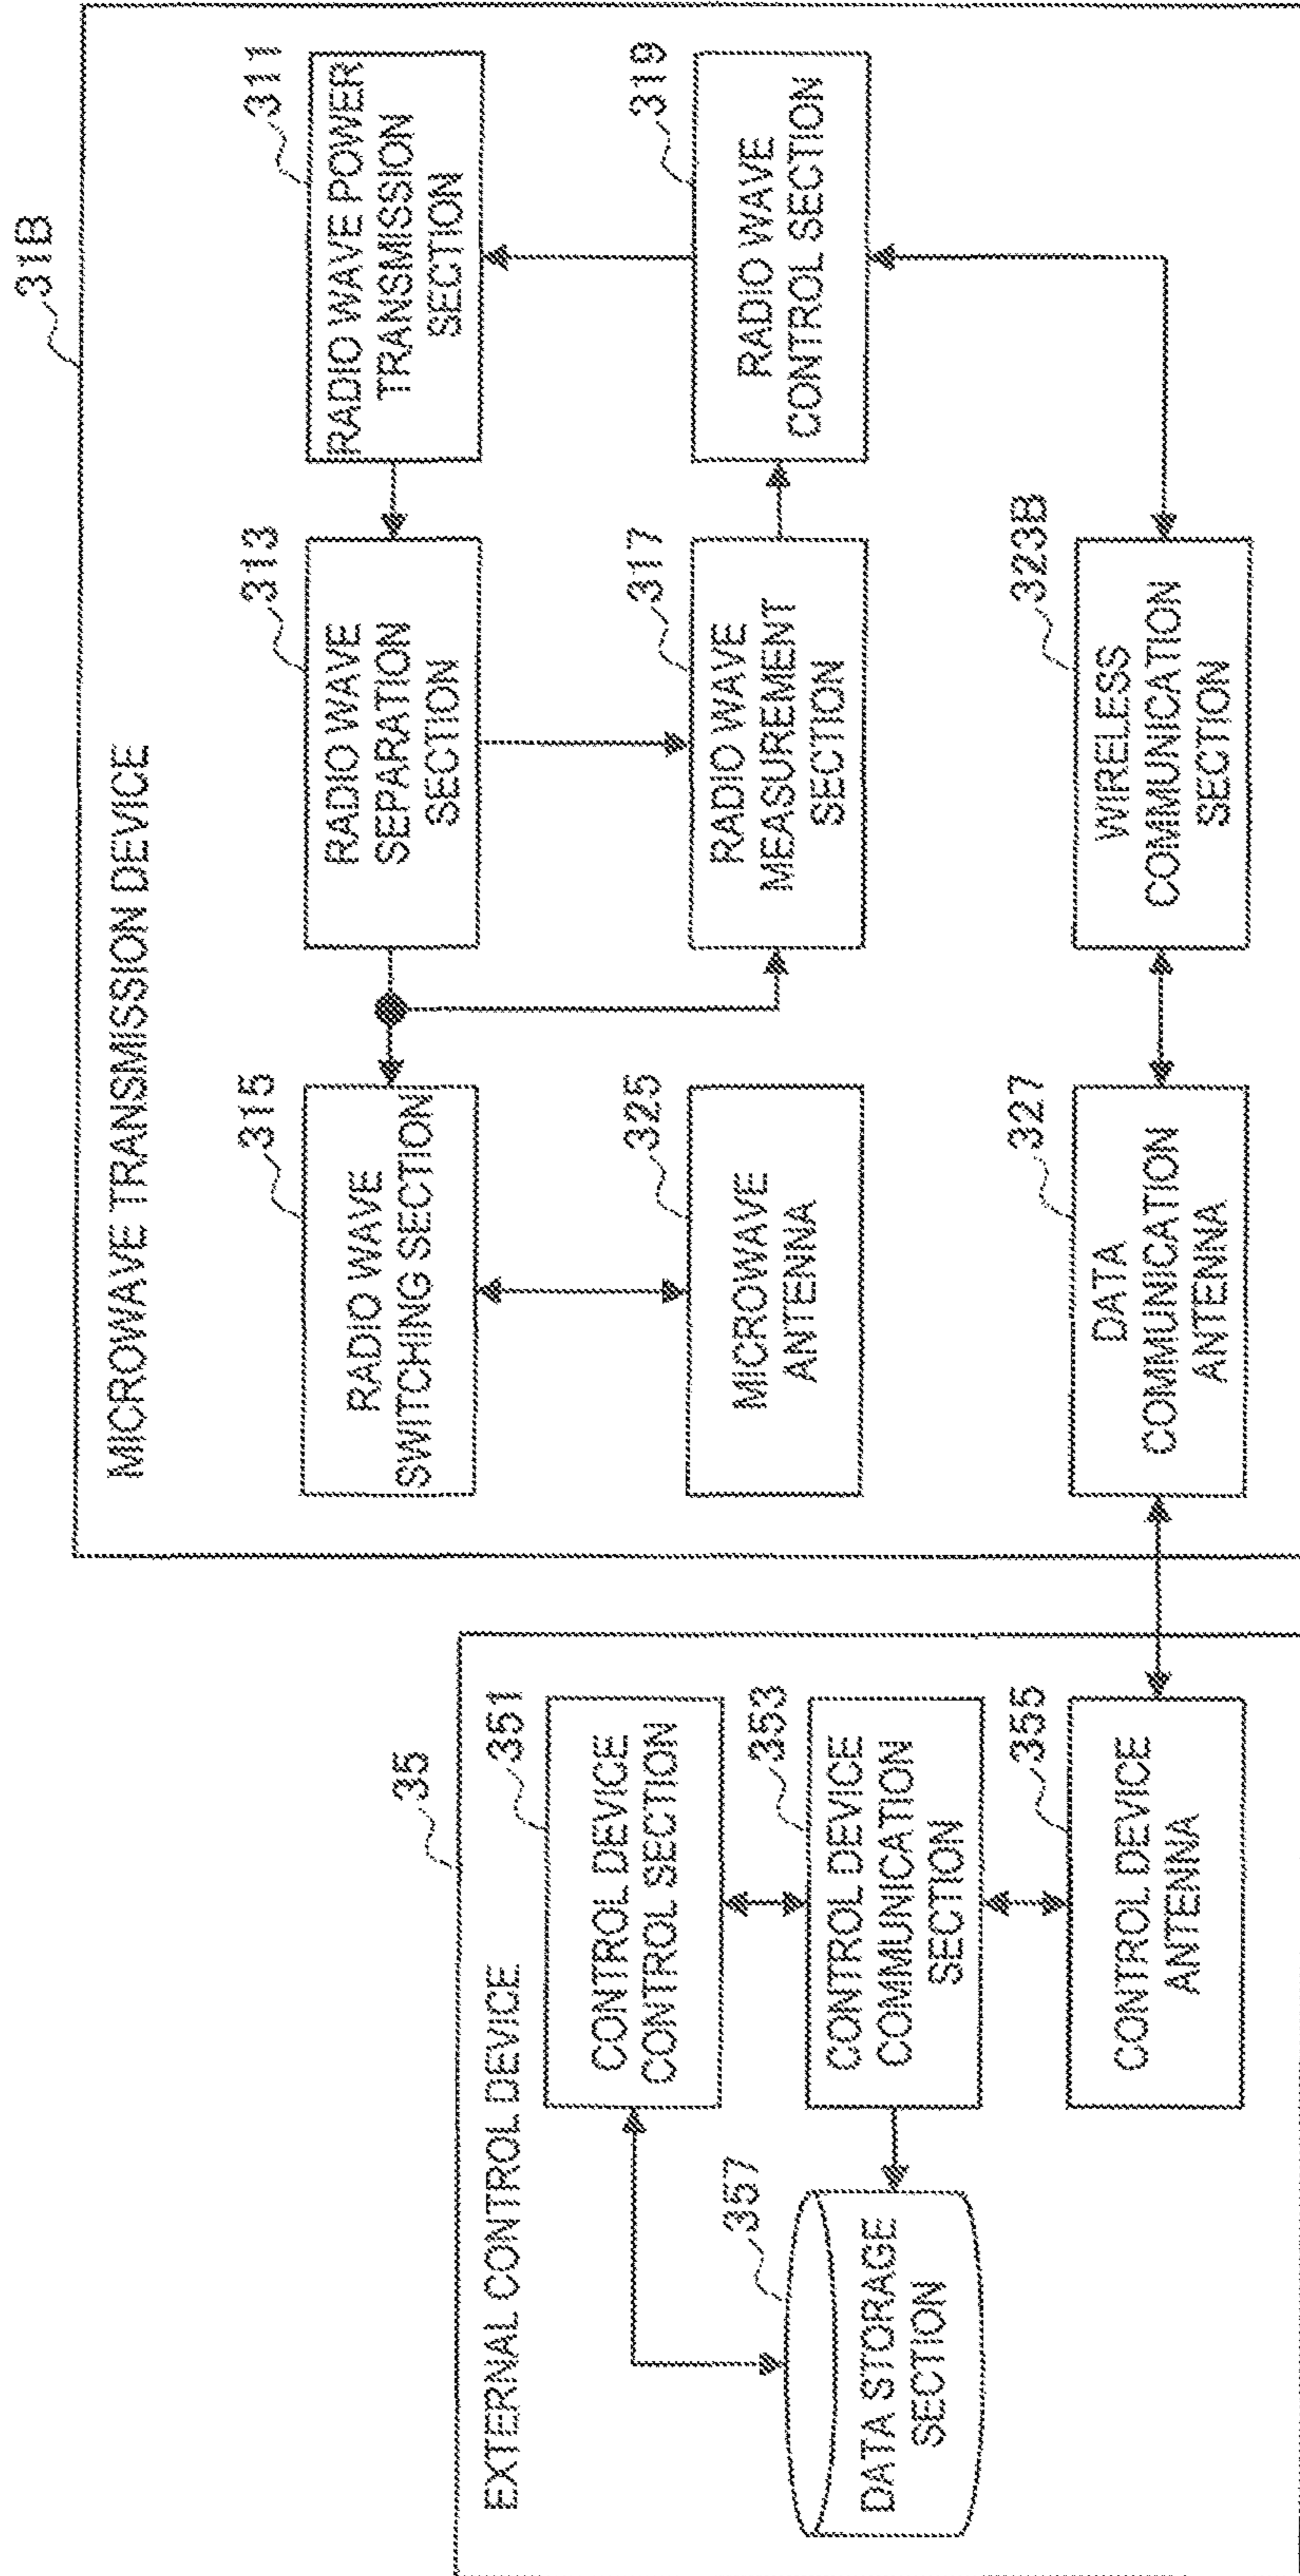 31B
MICROWAVE TRANSMISSION DEVICE
315
RADIO WAVE
SWITCHING SECTION
313
RADIO WAVE
SEPARATION
SECTION
311
RADIO WAVE POWER
TRANSMISSION
SECTION
325
MICROWAVE
ANTENNA
317
RADIO WAVE
MEASUREMENT
SECTION
319
RADIO WAVE
CONTROL SECTION
327
DATA
COMMUNICATION
ANTENNA
323B
WIRELESS
COMMUNICATION
SECTION
35
EXTERNAL CONTROL DEVICE
351
CONTROL DEVICE
CONTROL SECTION
357
DATA STORAGE
SECTION
353
CONTROL DEVICE
COMMUNICATION
SECTION
355
CONTROL DEVICE
ANTENNA